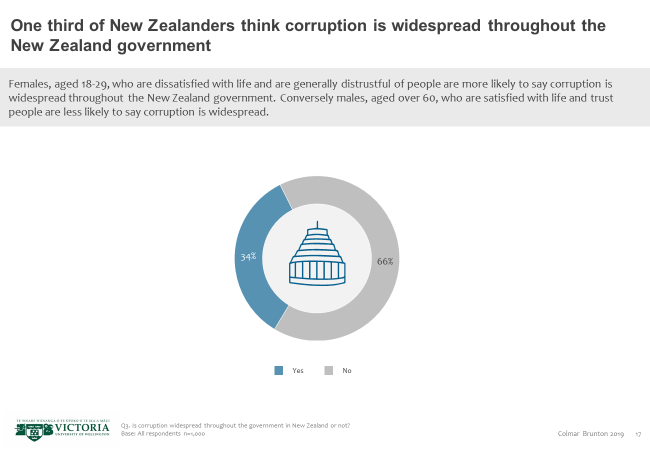 One third of New Zealanders think corruption is widespread throughout the
New Zealand government
Females, aged 18-29, who are dissatisfied with life and are generally distrustful of people are more likely to say corruption is
widespread throughout the New Zealand government. Conversely males, aged over 60, who are satisfied with life and trust
people are less likely to say corruption is widespread.
34%
66%
Yes No
VICTORIA
UNIVERSITY OF WELLINGTON
Q3. Is corruption widespread throughout the government in New Zealand or not?
Base: All respondents n=1,000
Colmar Brunton 2019 17